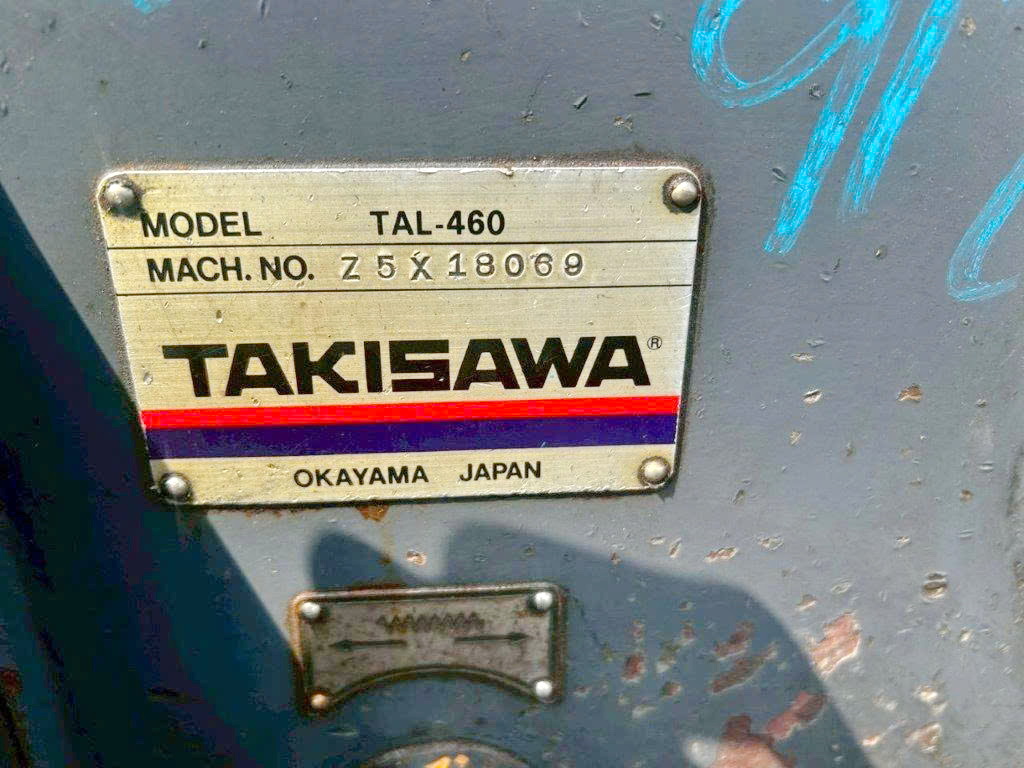 MODEL TAL-460
MACH. NO. Z5X18069
TAKISAWA®
OKAYAMA JAPAN